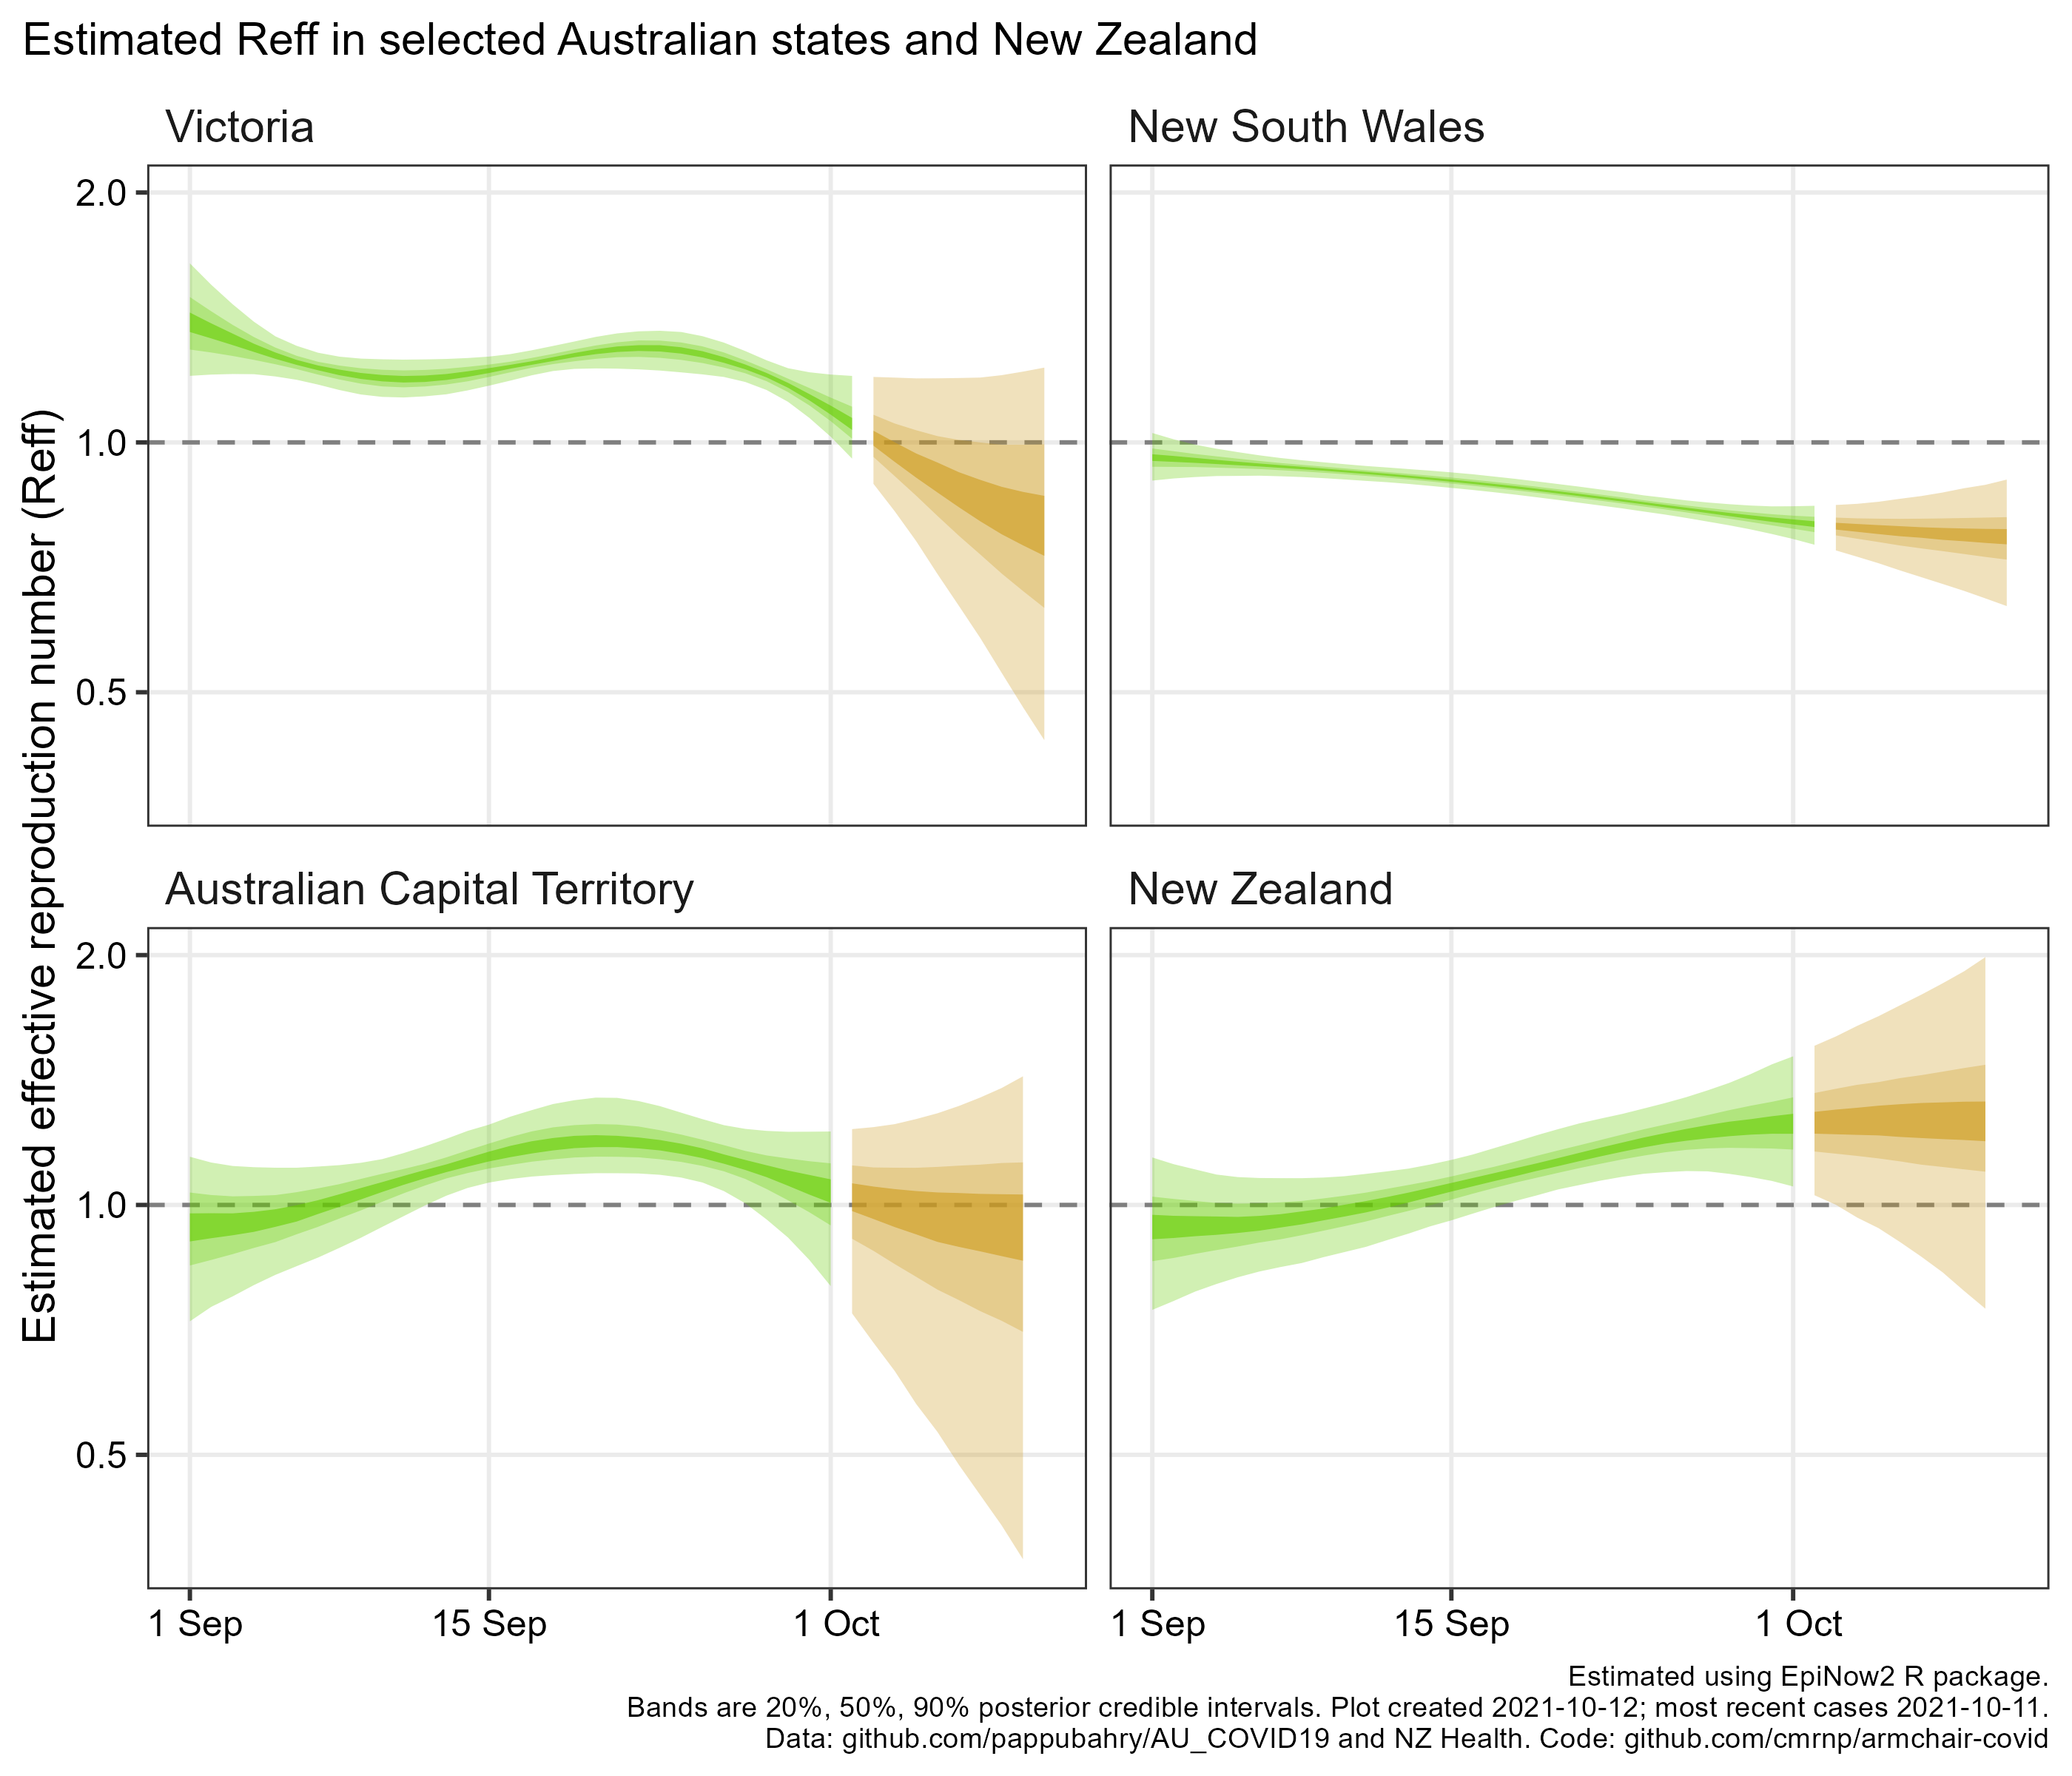 Estimated Reff in selected Australian states and New Zealand
Victoria
New South Wales
Estimated effective reproduction number (Reff)
2.0
1.0
0.5
Australian Capital Territory
New Zealand
2.0
1.0
0.5
1 Sep
15 Sep
1 Oct
1 Sep
15 Sep
1 Oct
Estimated using EpiNow2 R package.
Bands are 20%, 50%, 90% posterior credible intervals. Plot created 2021-10-12; most recent cases 2021-10-11.
Data: github.com/pappubahry/AU_COVID19 and NZ Health. Code: github.com/cmrnp/armchair-covid